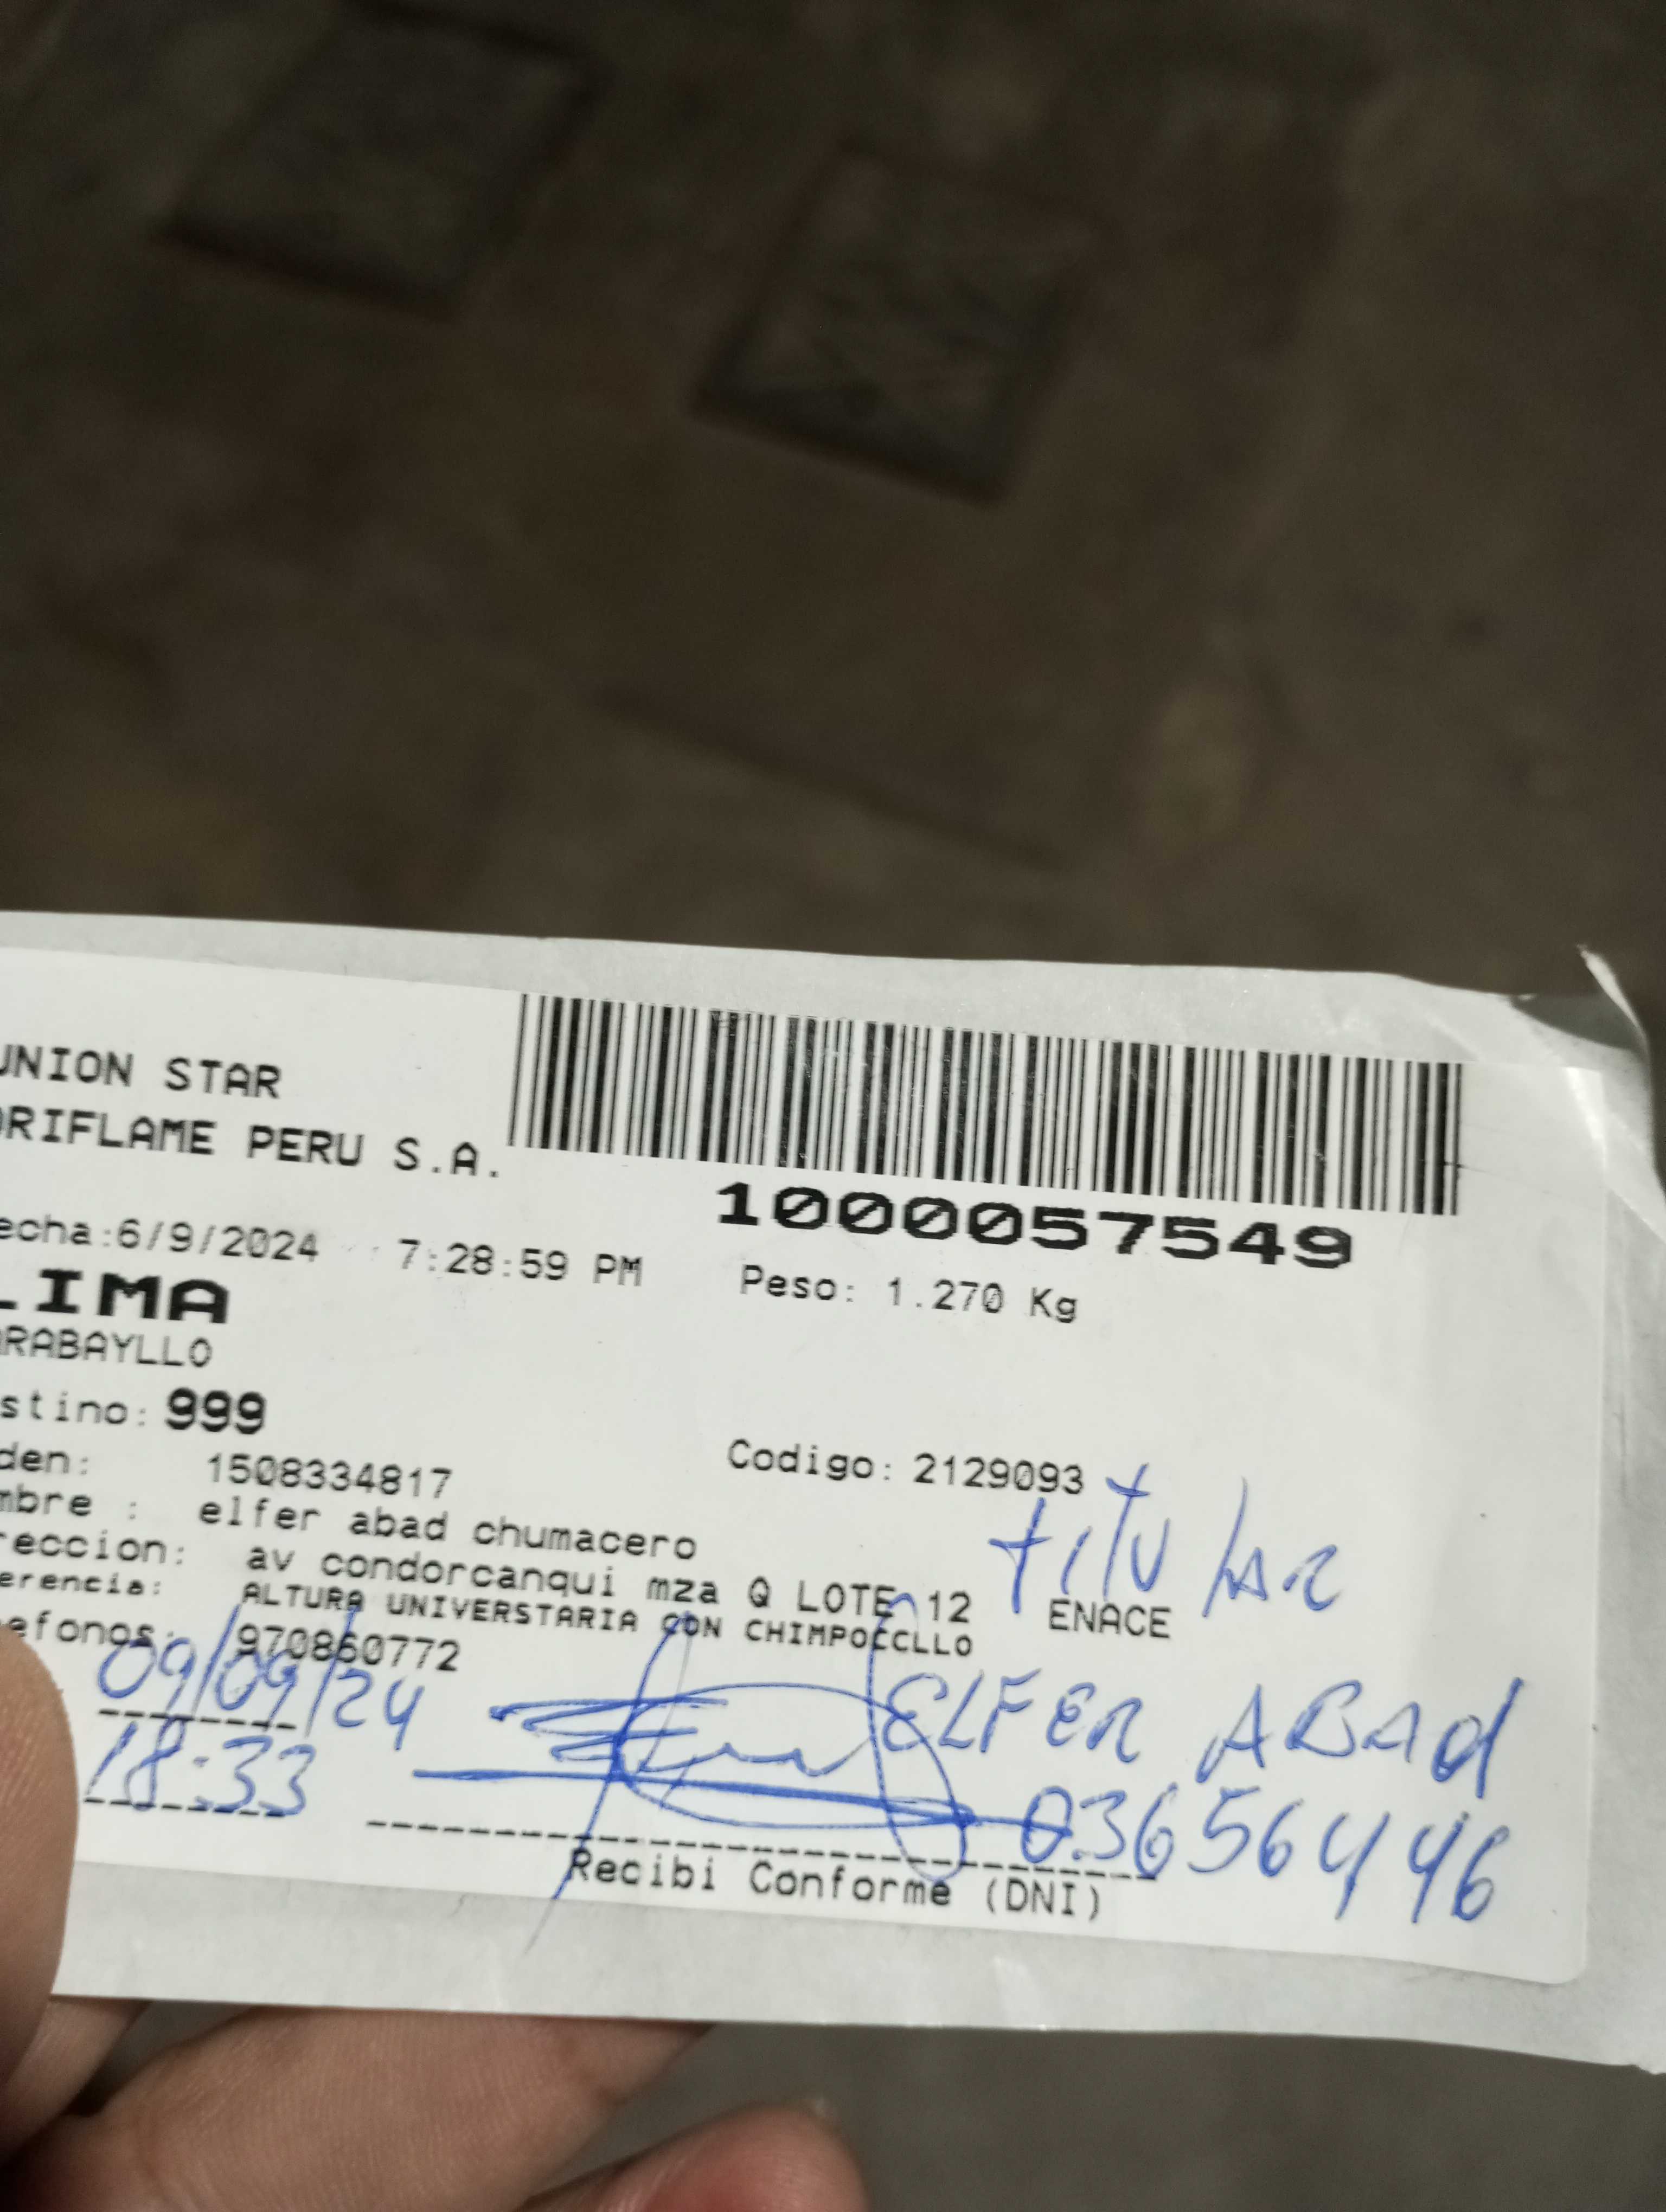 UNION STAR
ORIFLAME PERU S.A.
1000057549
echa:6/9/2024 7:28:59 PM Peso: 1.270 Kg
LIMA
ARABAYLLO
stino: 999
den: 1508334817 Codigo: 2129093
mbre : elfer abad chumacero
titular
reccion: av condorcanqui mza Q LOTE 12 ENACE
erencia: ALTURA UNIVERSTARIA CON CHIMPOCCLLO
efonos: 970860772
09/09/24 ELFER ABAd
18:33 03656446
Recibi Conforme (DNI)